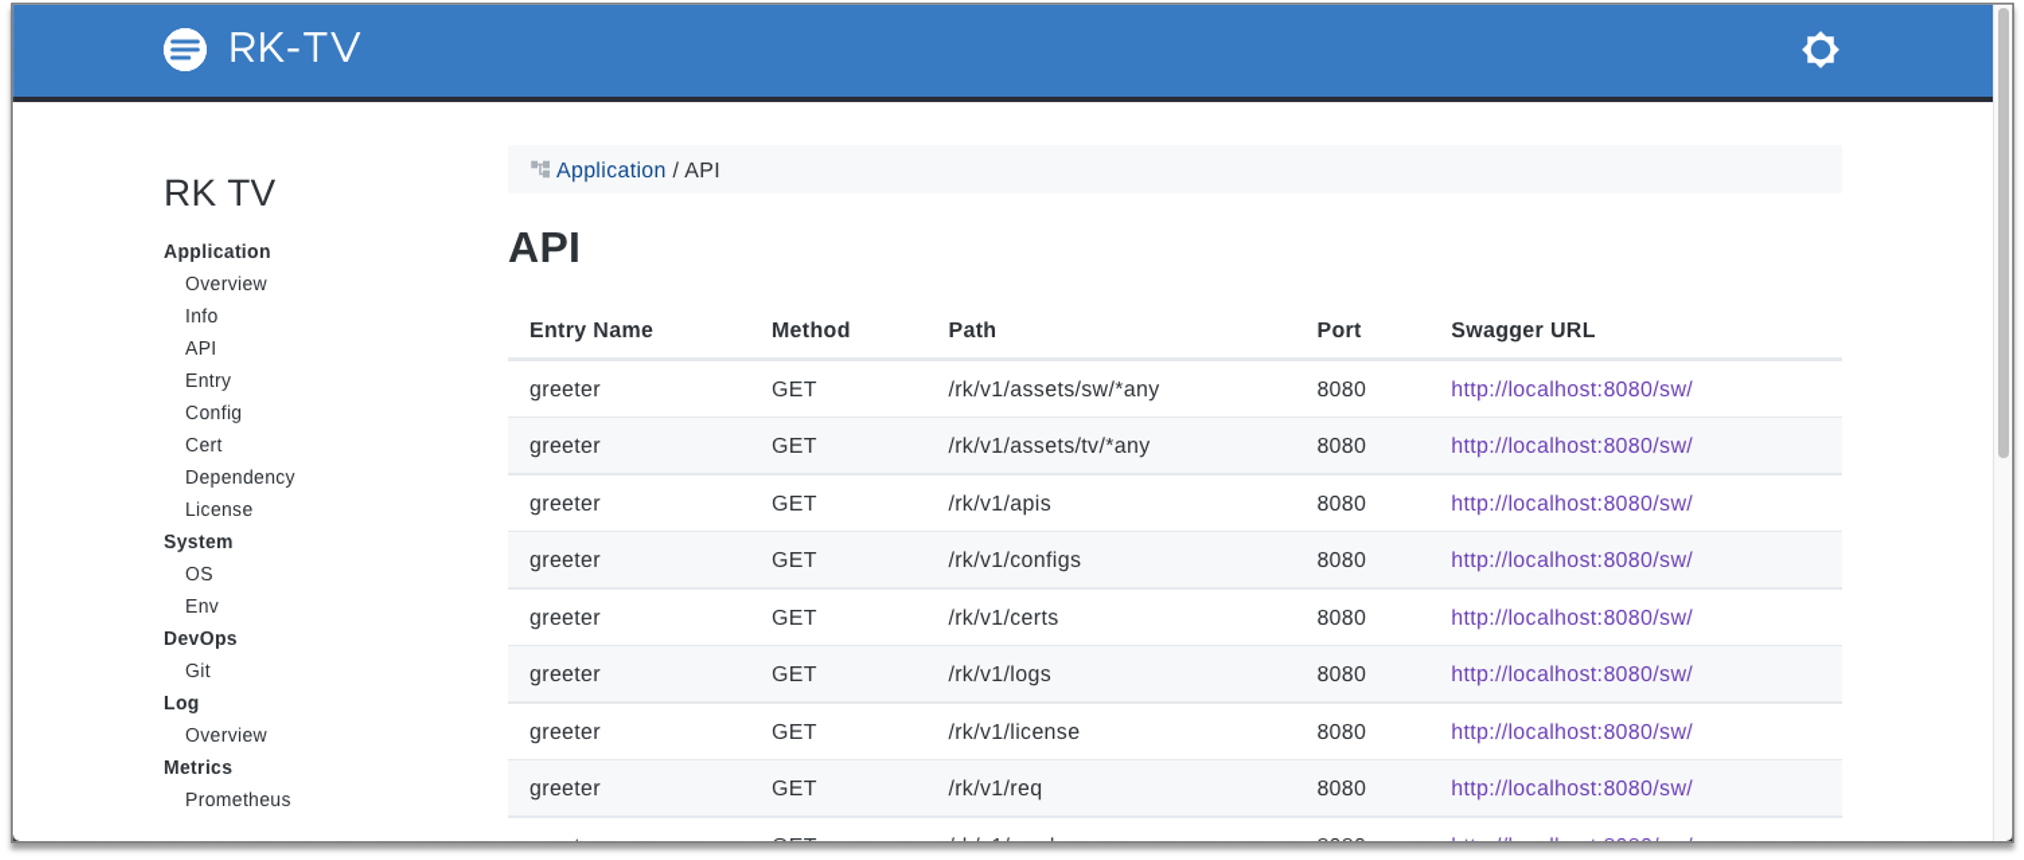 RK-TV
RK TV
Application
Overview
Info
API
Entry
Config
Cert
Dependency
License
System
OS
Env
DevOps
Git
Log
Overview
Metrics
Prometheus
Application / API
API
Entry Name Method Path Port Swagger URL
greeter GET /rk/v1/assets/sw/*any 8080 http://localhost:8080/sw/
greeter GET /rk/v1/assets/tv/*any 8080 http://localhost:8080/sw/
greeter GET /rk/v1/apis 8080 http://localhost:8080/sw/
greeter GET /rk/v1/configs 8080 http://localhost:8080/sw/
greeter GET /rk/v1/certs 8080 http://localhost:8080/sw/
greeter GET /rk/v1/logs 8080 http://localhost:8080/sw/
greeter GET /rk/v1/license 8080 http://localhost:8080/sw/
greeter GET /rk/v1/req 8080 http://localhost:8080/sw/